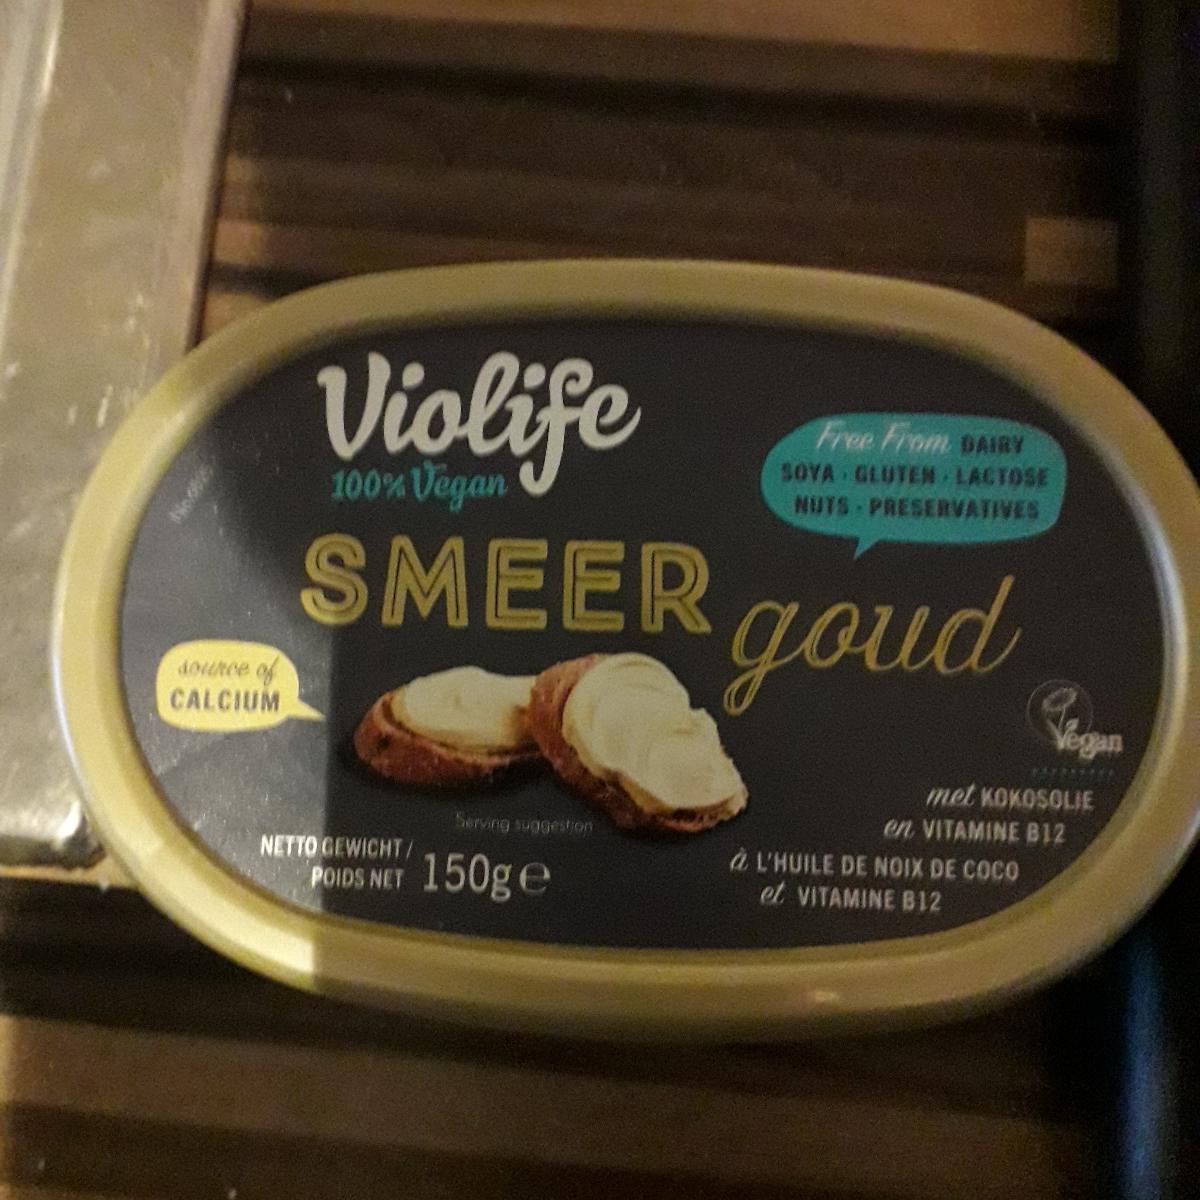 Violife
100% Vegan
Free From DAIRY
SOYA · GLUTEN · LACTOSE
NUTS · PRESERVATIVES
SMEER goud
source of
CALCIUM
Vegan
Serving suggestion
NETTO GEWICHT /
POIDS NET 150g ℮
met KOKOSOLIE
en VITAMINE B12
à L'HUILE DE NOIX DE COCO
et VITAMINE B12